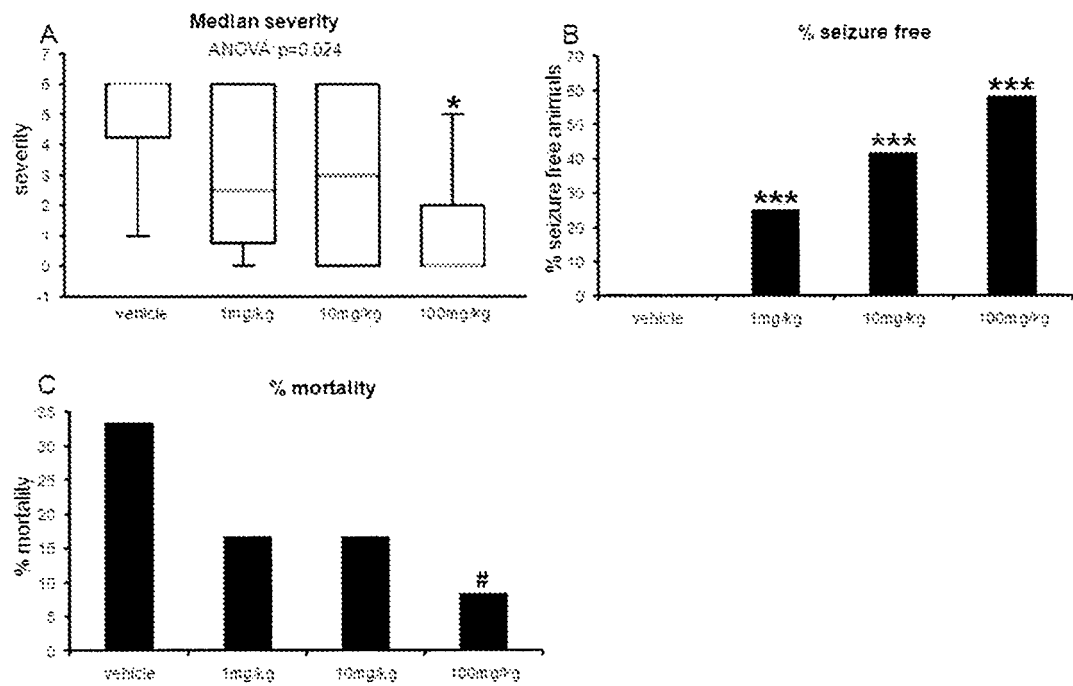 A
Median severity
ANOVA p=0.024
severity
7
6
5
4
3
2
1
0
-1
*
vehicle 1mg/kg 10mg/kg 100mg/kg
B
% seizure free
% seizure free animals
70
60
50
40
30
20
10
0
*** *** ***
vehicle 1mg/kg 10mg/kg 100mg/kg
C
% mortality
% mortality
35
30
25
20
15
10
5
0
#
vehicle 1mg/kg 10mg/kg 100mg/kg